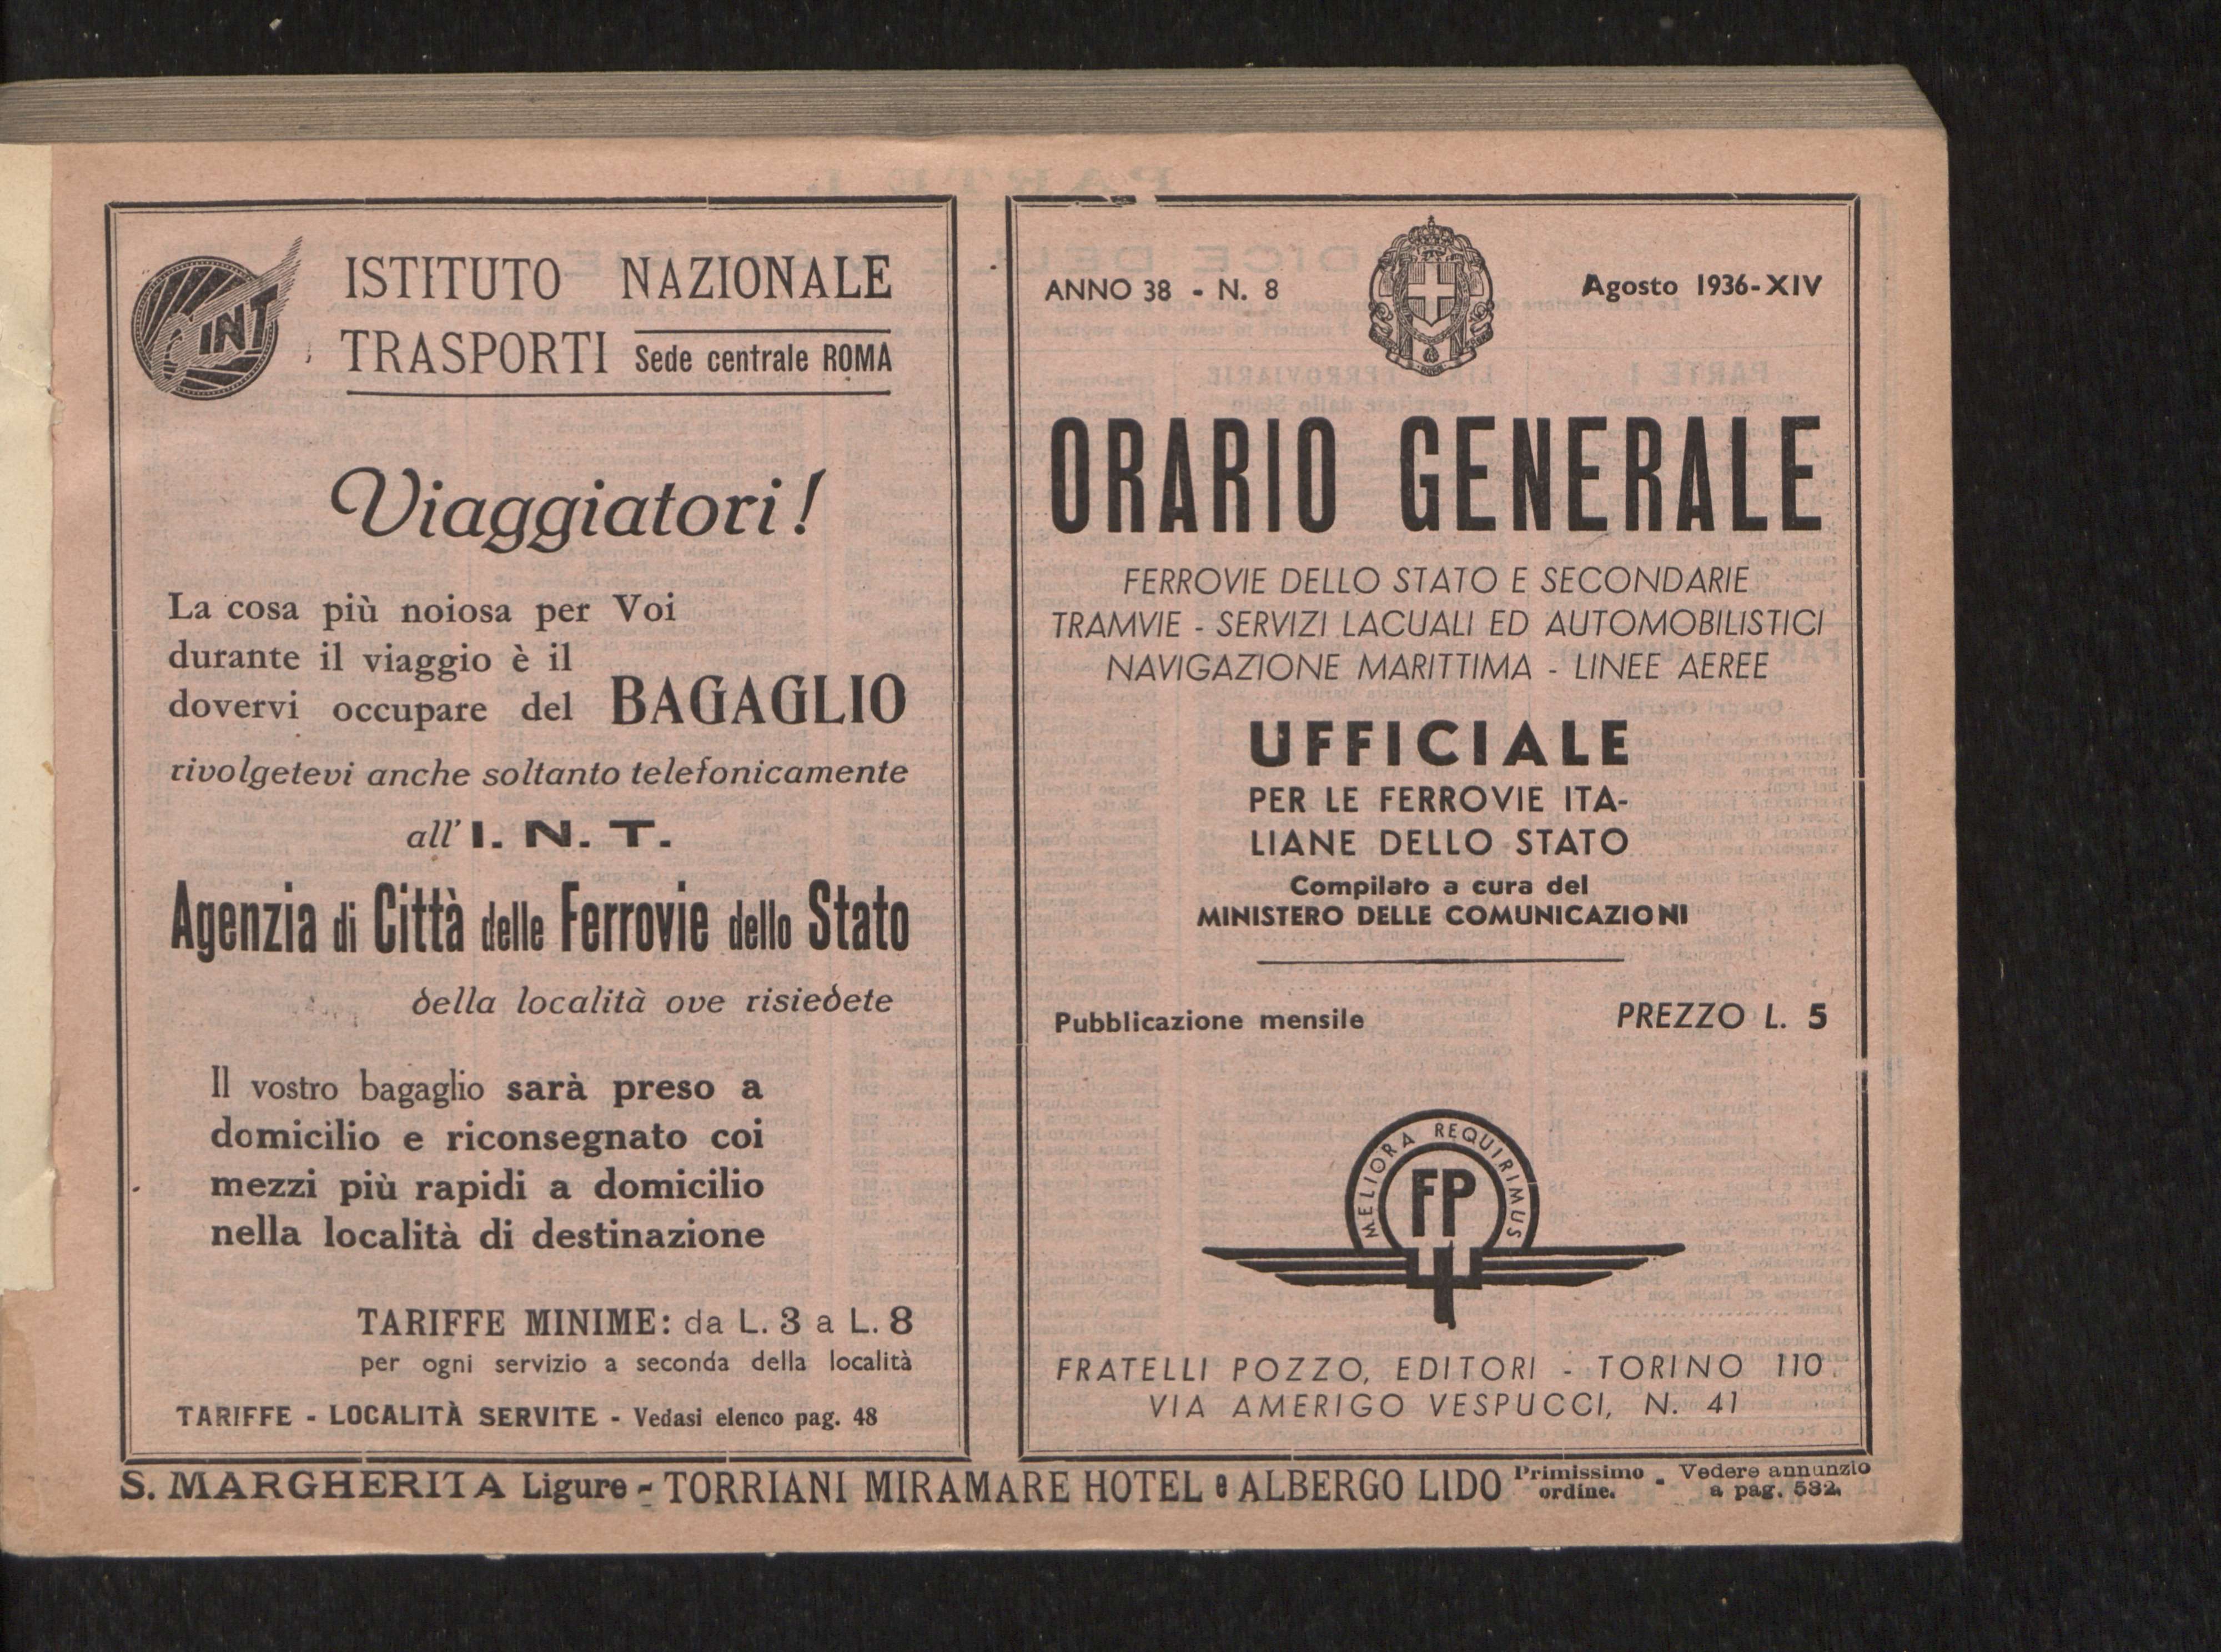 INT
ISTITUTO NAZIONALE
TRASPORTI Sede centrale ROMA
Viaggiatori!
La cosa più noiosa per Voi
durante il viaggio è il
dovervi occupare del BAGAGLIO
rivolgetevi anche soltanto telefonicamente
all' I. N. T.
Agenzia di Città delle Ferrovie dello Stato
della località ove risiedete
Il vostro bagaglio sarà preso a
domicilio e riconsegnato coi
mezzi più rapidi a domicilio
nella località di destinazione
TARIFFE MINIME: da L. 3 a L. 8
per ogni servizio a seconda della località
TARIFFE - LOCALITÀ SERVITE - Vedasi elenco pag. 48
ANNO 38 - N. 8
Agosto 1936-XIV
ORARIO GENERALE
FERROVIE DELLO STATO E SECONDARIE
TRAMVIE - SERVIZI LACUALI ED AUTOMOBILISTICI
NAVIGAZIONE MARITTIMA - LINEE AEREE
UFFICIALE
PER LE FERROVIE ITA-
LIANE DELLO STATO
Compilato a cura del
MINISTERO DELLE COMUNICAZIONI
Pubblicazione mensile
PREZZO L. 5
MELIORA REQUIRIMUS
FP
FRATELLI POZZO, EDITORI - TORINO 110
VIA AMERIGO VESPUCCI, N. 41
S. MARGHERITA Ligure - TORRIANI MIRAMARE HOTEL e ALBERGO LIDO Primissimo ordine. - Vedere annunzio a pag. 532.